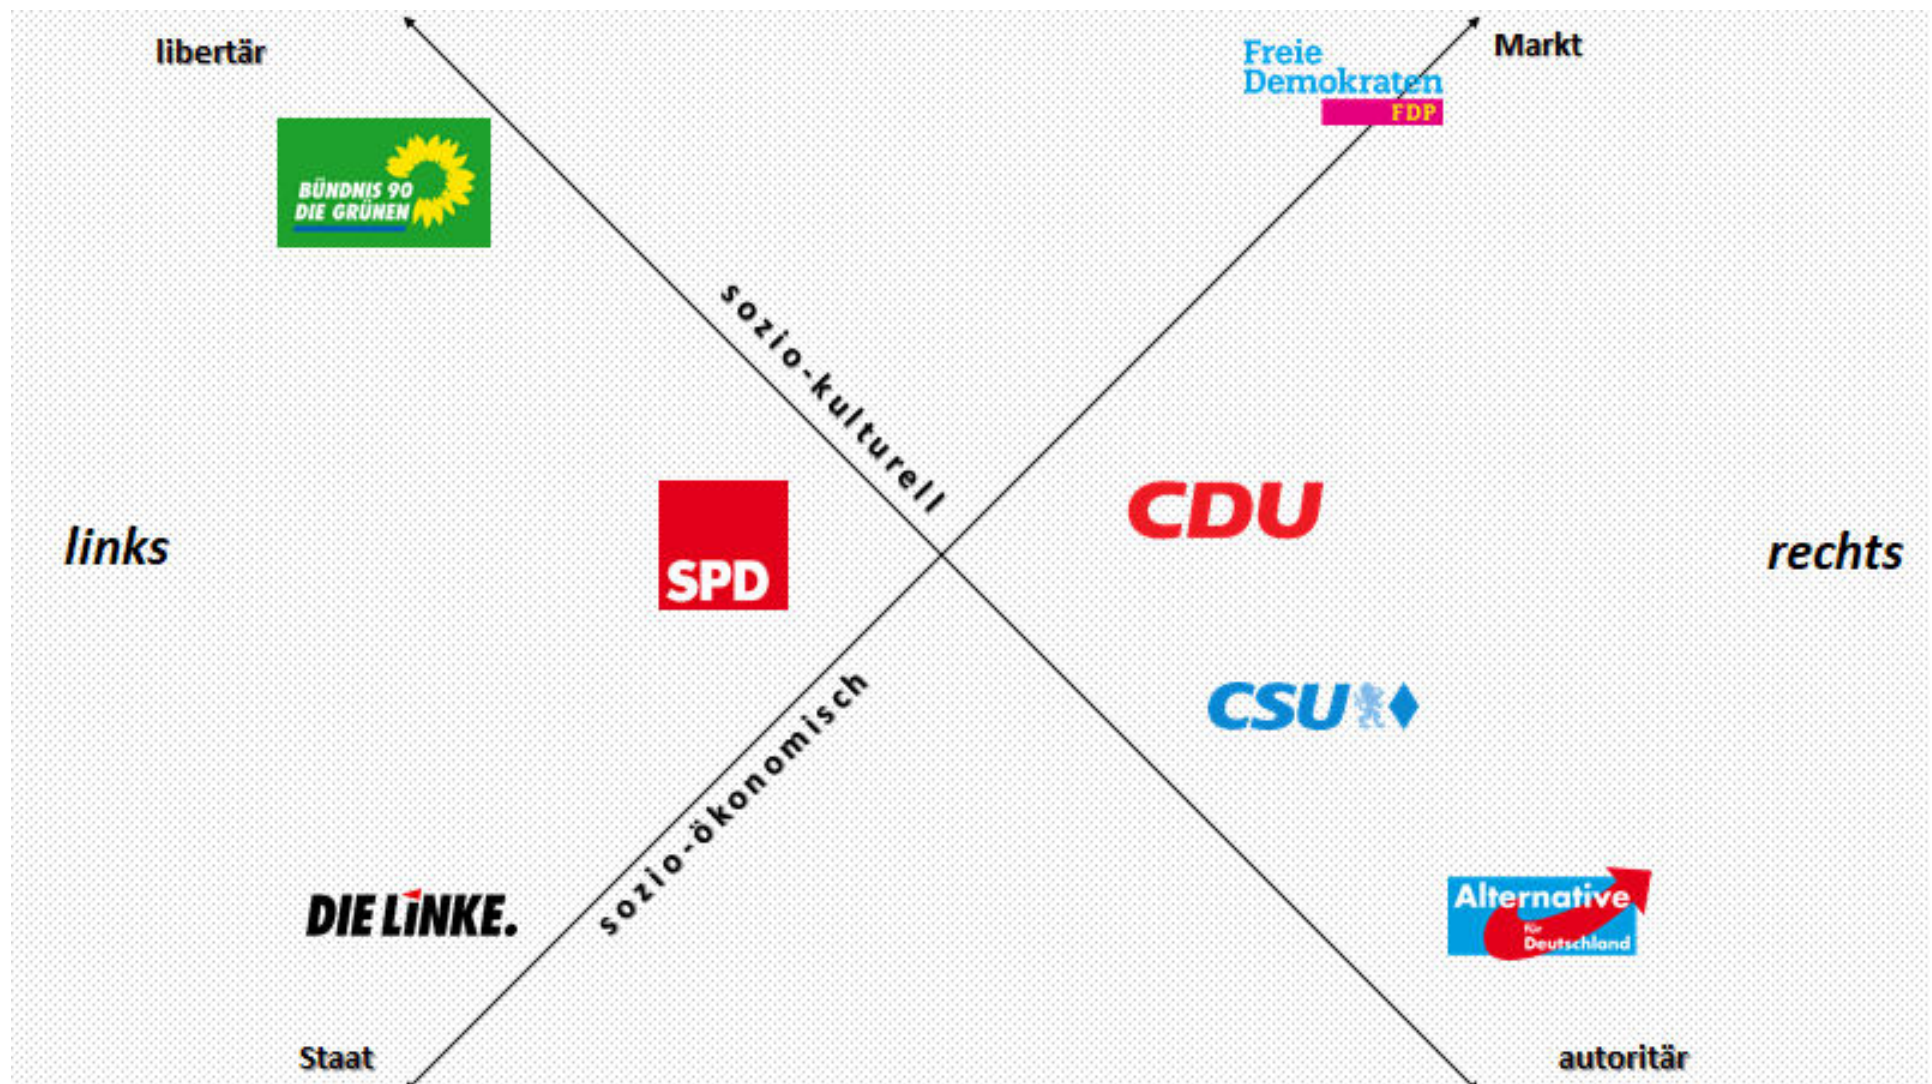 libertär
Markt
Freie
Demokraten
FDP
BÜNDNIS 90
DIE GRÜNEN
sozio-kulturell
links
SPD
CDU
rechts
CSU
sozio-ökonomisch
DIE LINKE.
Alternative
für
Deutschland
Staat
autoritär